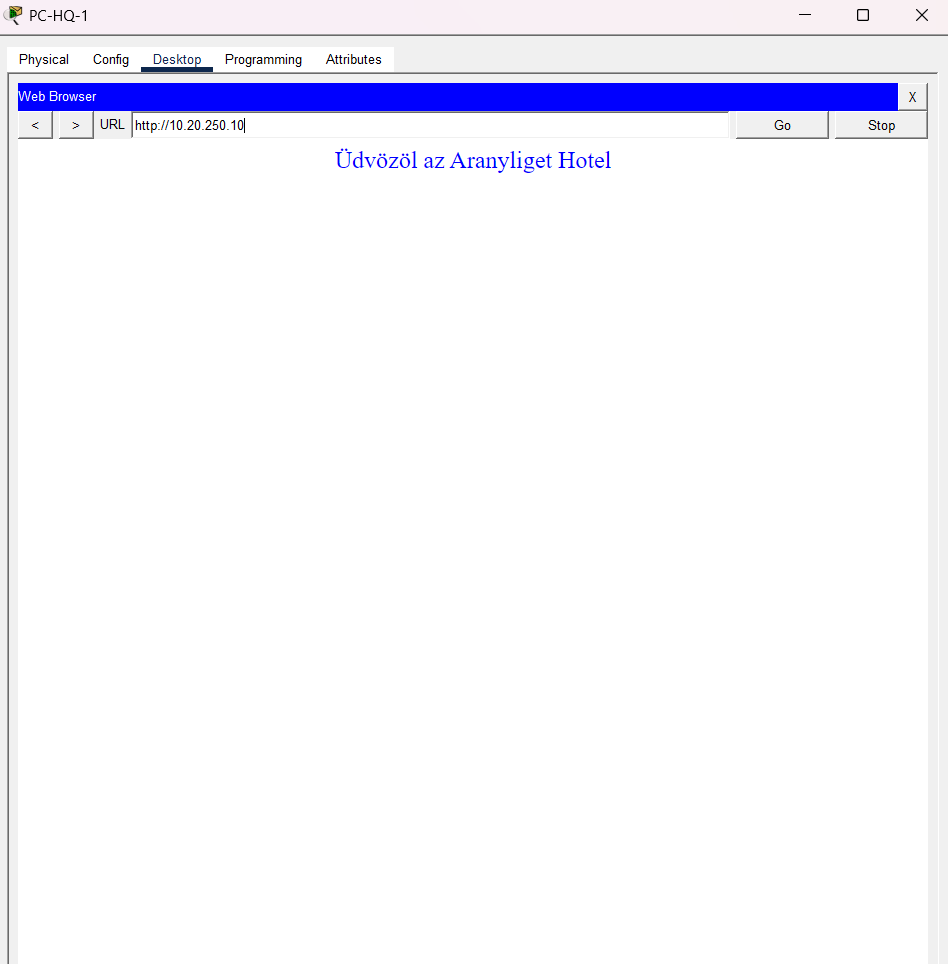 PC-HQ-1
Physical Config Desktop Programming Attributes
Web Browser X
< > URL http://10.20.250.10 Go Stop
Üdvözöl az Aranyliget Hotel